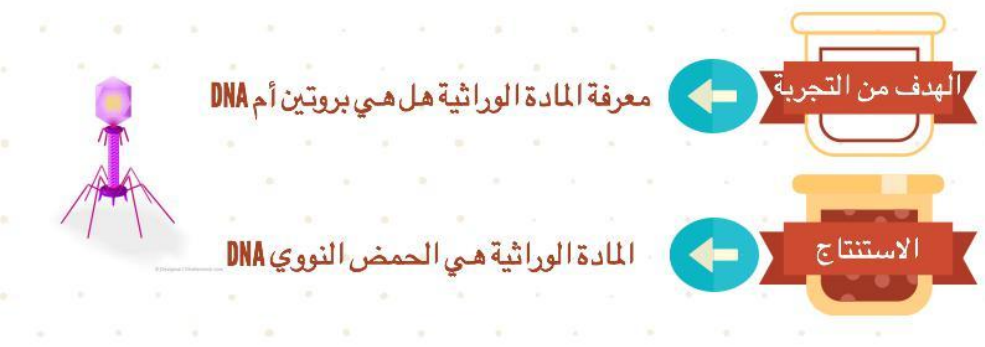 الهدف من التجربة
معرفة المادة الوراثية هل هي بروتين أم DNA
الاستنتاج
المادة الوراثية هي الحمض النووي DNA